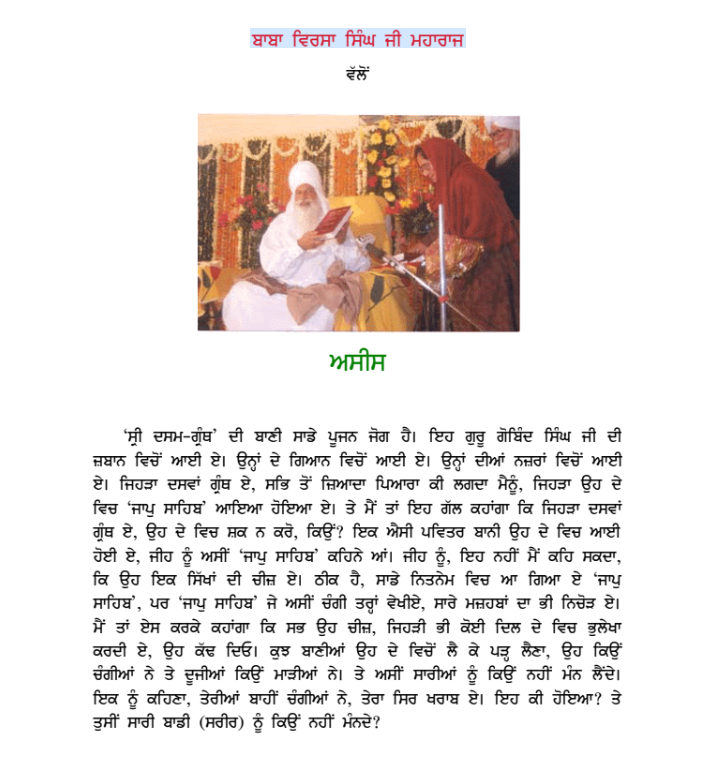 ਬਾਬਾ ਵਿਰਸਾ ਸਿੰਘ ਜੀ ਮਹਾਰਾਜ
ਵੱਲੋਂ
ਅਸੀਸ
'ਸ੍ਰੀ ਦਸਮ-ਗ੍ਰੰਥ' ਦੀ ਬਾਣੀ ਸਾਡੇ ਪੂਜਨ ਜੋਗ ਹੈ। ਇਹ ਗੁਰੂ ਗੋਬਿੰਦ ਸਿੰਘ ਜੀ ਦੀ
ਜ਼ਬਾਨ ਵਿਚੋਂ ਆਈ ਏ। ਉਨ੍ਹਾਂ ਦੇ ਗਿਆਨ ਵਿਚੋਂ ਆਈ ਏ। ਉਨ੍ਹਾਂ ਦੀਆਂ ਨਜ਼ਰਾਂ ਵਿਚੋਂ ਆਈ
ਏ। ਜਿਹੜਾ ਦਸਵਾਂ ਗ੍ਰੰਥ ਏ, ਸਭਿ ਤੋਂ ਜ਼ਿਆਦਾ ਪਿਆਰਾ ਕੀ ਲਗਦਾ ਮੈਨੂੰ, ਜਿਹੜਾ ਉਹ ਦੇ
ਵਿਚ 'ਜਾਪੁ ਸਾਹਿਬ' ਆਇਆ ਹੋਇਆ ਏ। ਤੇ ਮੈਂ ਤਾਂ ਇਹ ਗੱਲ ਕਹਾਂਗਾ ਕਿ ਜਿਹੜਾ ਦਸਵਾਂ
ਗ੍ਰੰਥ ਏ, ਉਹ ਦੇ ਵਿਚ ਸ਼ਕ ਨ ਕਰੋ, ਕਿਉਂ? ਇਕ ਐਸੀ ਪਵਿਤਰ ਬਾਨੀ ਉਹ ਦੇ ਵਿਚ ਆਈ
ਹੋਈ ਏ, ਜੀਹ ਨੂੰ ਅਸੀਂ 'ਜਾਪੁ ਸਾਹਿਬ' ਕਹਿਨੇ ਆਂ। ਜੀਹ ਨੂੰ, ਇਹ ਨਹੀਂ ਮੈਂ ਕਹਿ ਸਕਦਾ,
ਕਿ ਉਹ ਇਕ ਸਿੱਖਾਂ ਦੀ ਚੀਜ਼ ਏ। ਠੀਕ ਹੈ, ਸਾਡੇ ਨਿਤਨੇਮ ਵਿਚ ਆ ਗਿਆ ਏ 'ਜਾਪੁ
ਸਾਹਿਬ', ਪਰ 'ਜਾਪੁ ਸਾਹਿਬ' ਜੇ ਅਸੀਂ ਚੰਗੀ ਤਰ੍ਹਾਂ ਵੇਖੀਏ, ਸਾਰੇ ਮਜ਼ਹਬਾਂ ਦਾ ਭੀ ਨਿਚੋੜ ਏ।
ਮੈਂ ਤਾਂ ਏਸ ਕਰਕੇ ਕਹਾਂਗਾ ਕਿ ਸਭ ਉਹ ਚੀਜ਼, ਜਿਹੜੀ ਭੀ ਕੋਈ ਦਿਲ ਦੇ ਵਿਚ ਭੁਲੇਖਾ
ਕਰਦੀ ਏ, ਉਹ ਕੱਢ ਦਿਓ। ਕੁਝ ਬਾਣੀਆਂ ਉਹ ਦੇ ਵਿਚੋਂ ਲੈ ਕੇ ਪੜ੍ਹ ਲੈਣਾ, ਉਹ ਕਿਉਂ
ਚੰਗੀਆਂ ਨੇ ਤੇ ਦੂਜੀਆਂ ਕਿਉਂ ਮਾੜੀਆਂ ਨੇ। ਤੇ ਅਸੀਂ ਸਾਰੀਆਂ ਨੂੰ ਕਿਉਂ ਨਹੀਂ ਮੰਨ ਲੈਂਦੇ।
ਇਕ ਨੂੰ ਕਹਿਣਾ, ਤੇਰੀਆਂ ਬਾਹੀਂ ਚੰਗੀਆਂ ਨੇ, ਤੇਰਾ ਸਿਰ ਖਰਾਬ ਏ। ਇਹ ਕੀ ਹੋਇਆ? ਤੇ
ਤੁਸੀਂ ਸਾਰੀ ਬਾਡੀ (ਸਰੀਰ) ਨੂੰ ਕਿਉਂ ਨਹੀਂ ਮੰਨਦੇ?